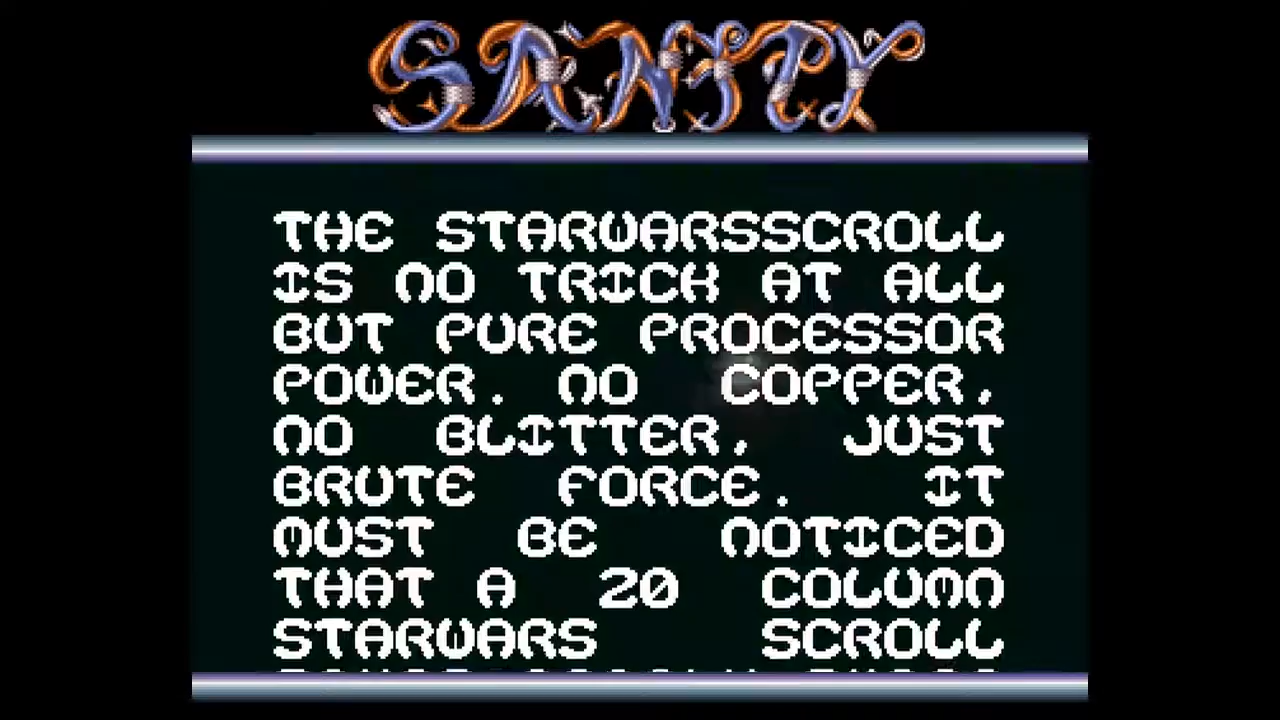 SANITY
THE STARWARSSCROLL
IS NO TRICK AT ALL
BUT PURE PROCESSOR
POWER. NO COPPER,
NO BLITTER, JUST
BRUTE FORCE. IT
MUST BE NOTICED
THAT A 20 COLUMN
STARWARS SCROLL